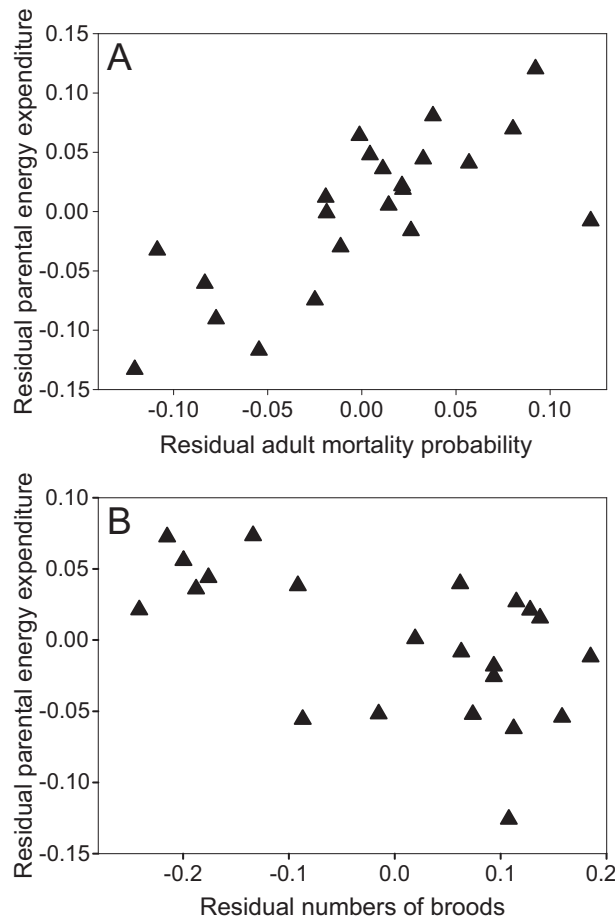 A
Residual parental energy expenditure
0.15
0.10
0.05
0.00
-0.05
-0.10
-0.15
-0.10 -0.05 0.00 0.05 0.10
Residual adult mortality probability
B
Residual parental energy expenditure
0.10
0.05
0.00
-0.05
-0.10
-0.15
-0.2 -0.1 0.0 0.1 0.2
Residual numbers of broods